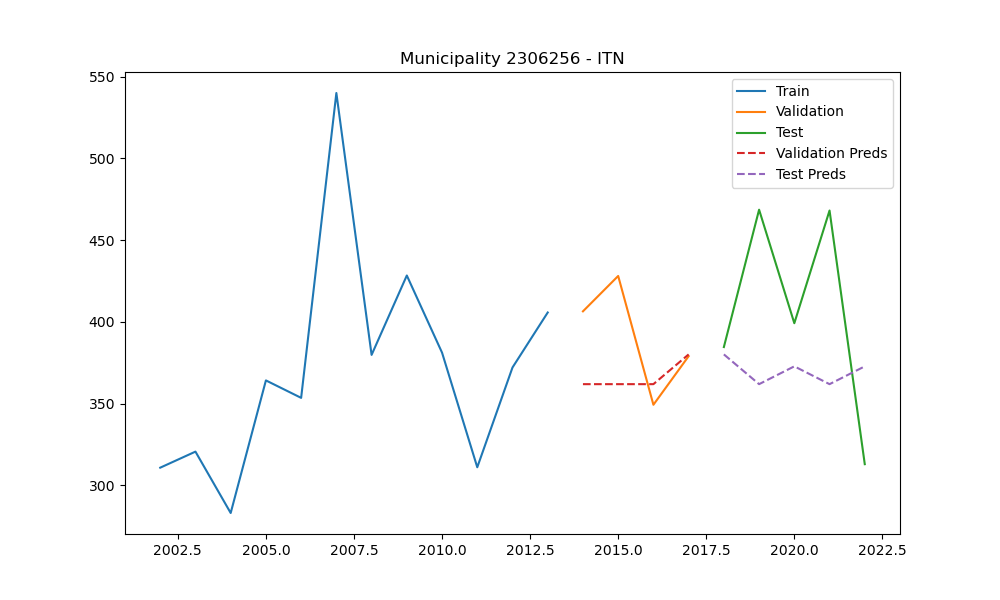 Municipality 2306256 - ITN
550
500
450
400
350
300
Train
Validation
Test
Validation Preds
Test Preds
2002.5 2005.0 2007.5 2010.0 2012.5 2015.0 2017.5 2020.0 2022.5